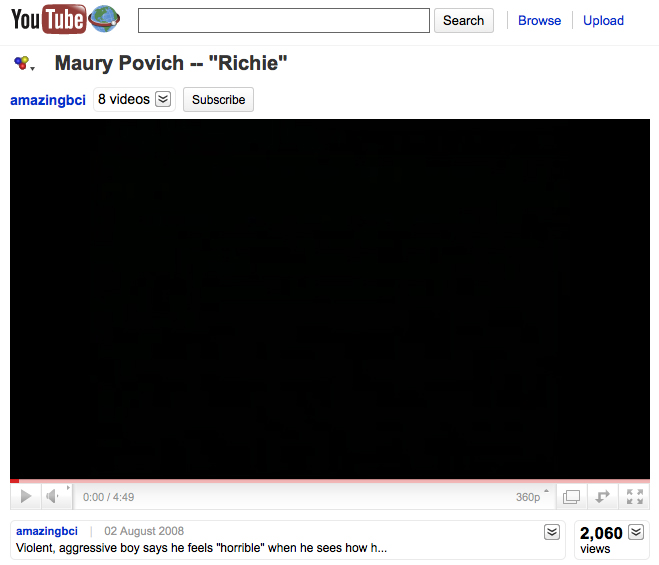 YouTube Search Browse Upload
Maury Povich -- "Richie"
amazingbci 8 videos Subscribe
0:00 / 4:49 360p
amazingbci | 02 August 2008
Violent, aggressive boy says he feels "horrible" when he sees how h...
2,060
views